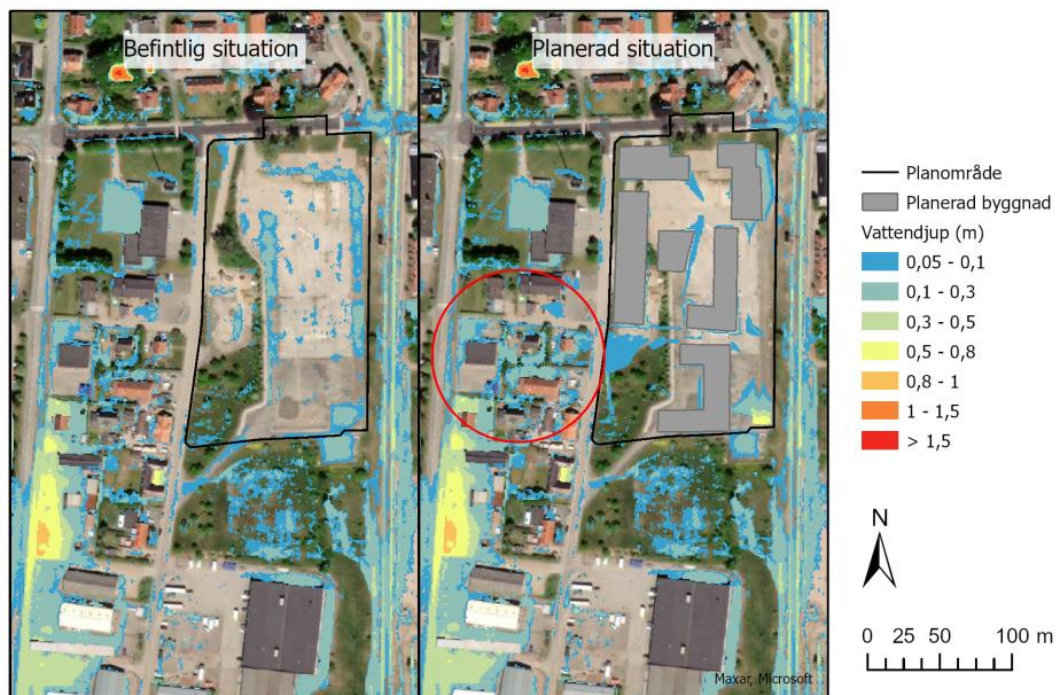 Befintlig situation
Planerad situation
Planområde
Planerad byggnad
Vattendjup (m)
0,05 - 0,1
0,1 - 0,3
0,3 - 0,5
0,5 - 0,8
0,8 - 1
1 - 1,5
> 1,5
N
0 25 50 100 m
Maxar, Microsoft